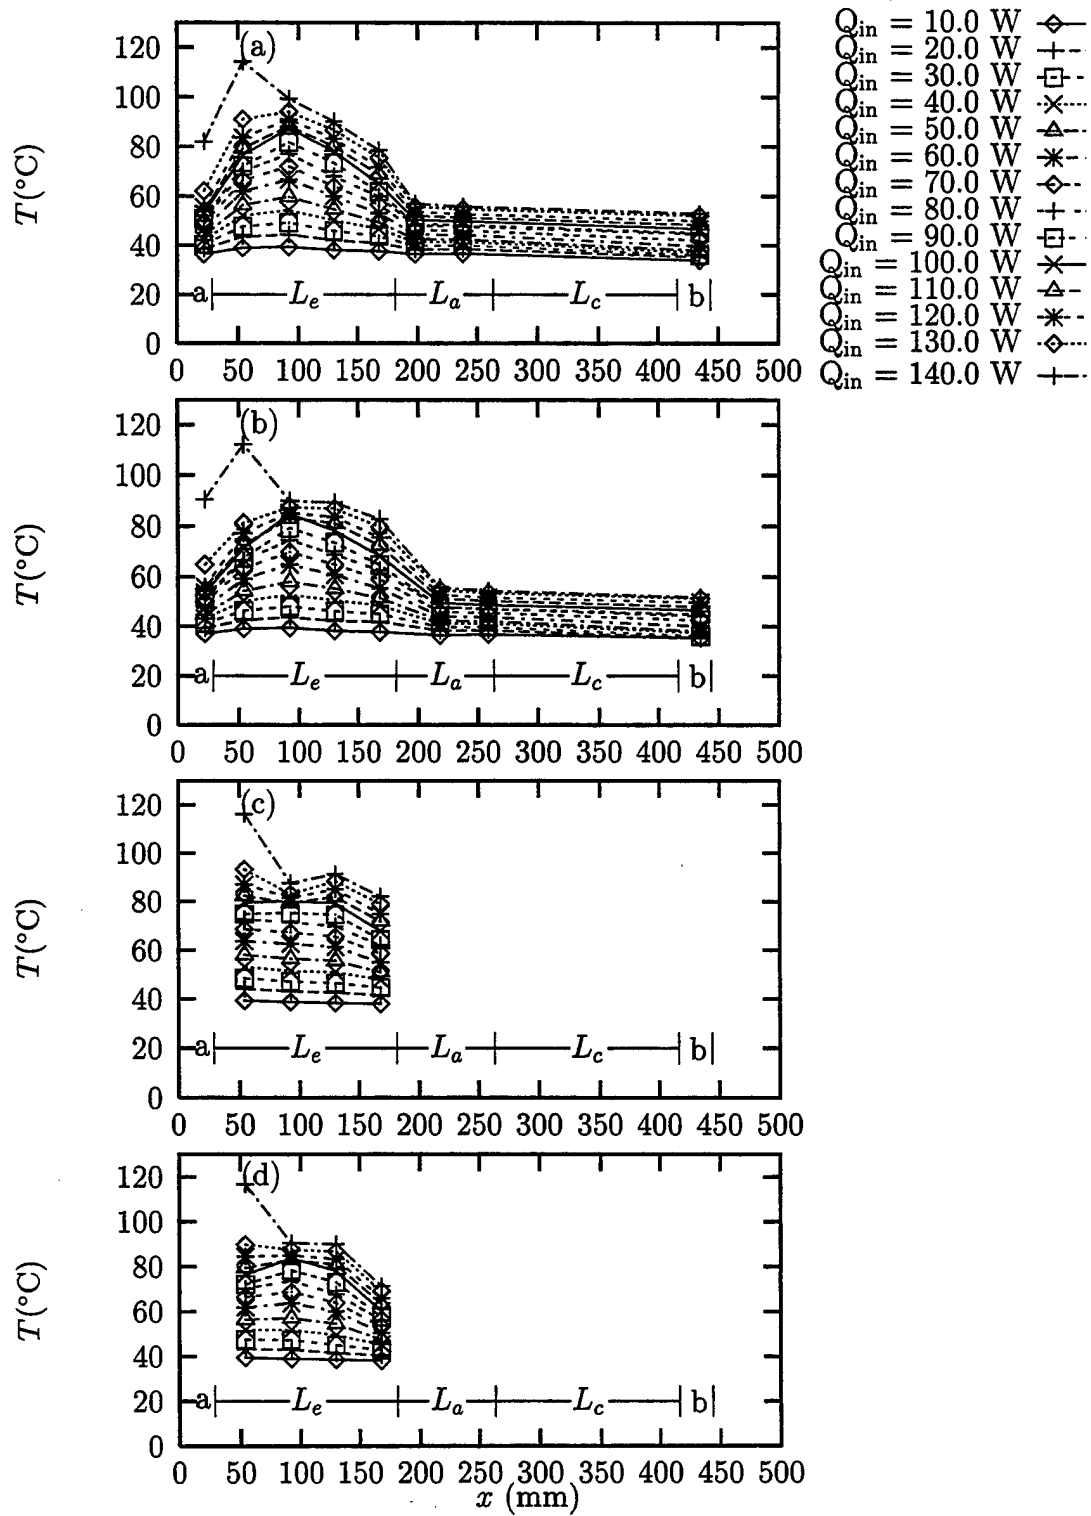 Q_in = 10.0 W
Q_in = 20.0 W
Q_in = 30.0 W
Q_in = 40.0 W
Q_in = 50.0 W
Q_in = 60.0 W
Q_in = 70.0 W
Q_in = 80.0 W
Q_in = 90.0 W
Q_in = 100.0 W
Q_in = 110.0 W
Q_in = 120.0 W
Q_in = 130.0 W
Q_in = 140.0 W
(a)
T(°C)
120
100
80
60
40
20
0
a L_e L_a L_c b
0 50 100 150 200 250 300 350 400 450 500
(b)
T(°C)
120
100
80
60
40
20
0
a L_e L_a L_c b
0 50 100 150 200 250 300 350 400 450 500
(c)
T(°C)
120
100
80
60
40
20
0
a L_e L_a L_c b
0 50 100 150 200 250 300 350 400 450 500
(d)
T(°C)
120
100
80
60
40
20
0
a L_e L_a L_c b
0 50 100 150 200 250 300 350 400 450 500
x (mm)